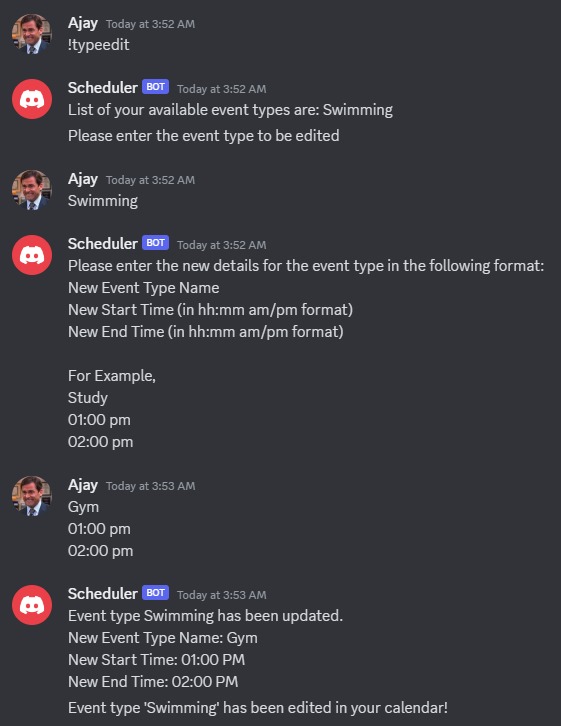 Ajay Today at 3:52 AM
!typeedit
Scheduler BOT Today at 3:52 AM
List of your available event types are: Swimming
Please enter the event type to be edited
Ajay Today at 3:52 AM
Swimming
Scheduler BOT Today at 3:52 AM
Please enter the new details for the event type in the following format:
New Event Type Name
New Start Time (in hh:mm am/pm format)
New End Time (in hh:mm am/pm format)
For Example,
Study
01:00 pm
02:00 pm
Ajay Today at 3:53 AM
Gym
01:00 pm
02:00 pm
Scheduler BOT Today at 3:53 AM
Event type Swimming has been updated.
New Event Type Name: Gym
New Start Time: 01:00 PM
New End Time: 02:00 PM
Event type 'Swimming' has been edited in your calendar!